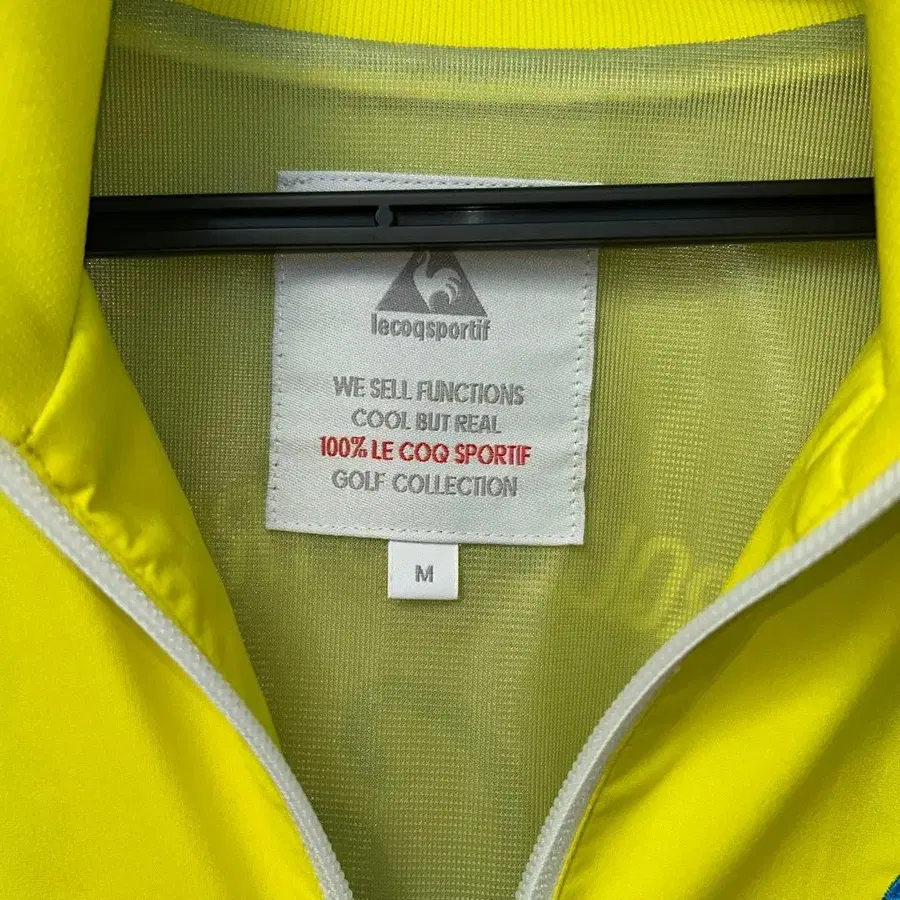 lecoqsportif
WE SELL FUNCTIONS
COOL BUT REAL
100% LE COQ SPORTIF
GOLF COLLECTION
M